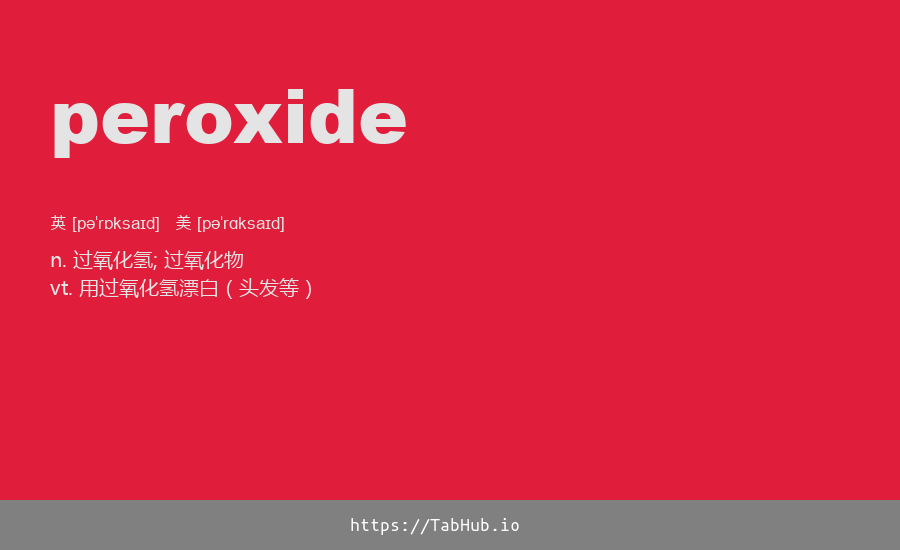 peroxide
英 [pəˈrɒksaɪd] 美 [pəˈrɑksaɪd]
n. 过氧化氢; 过氧化物
vt. 用过氧化氢漂白 ( 头发等 )
https://TabHub.io